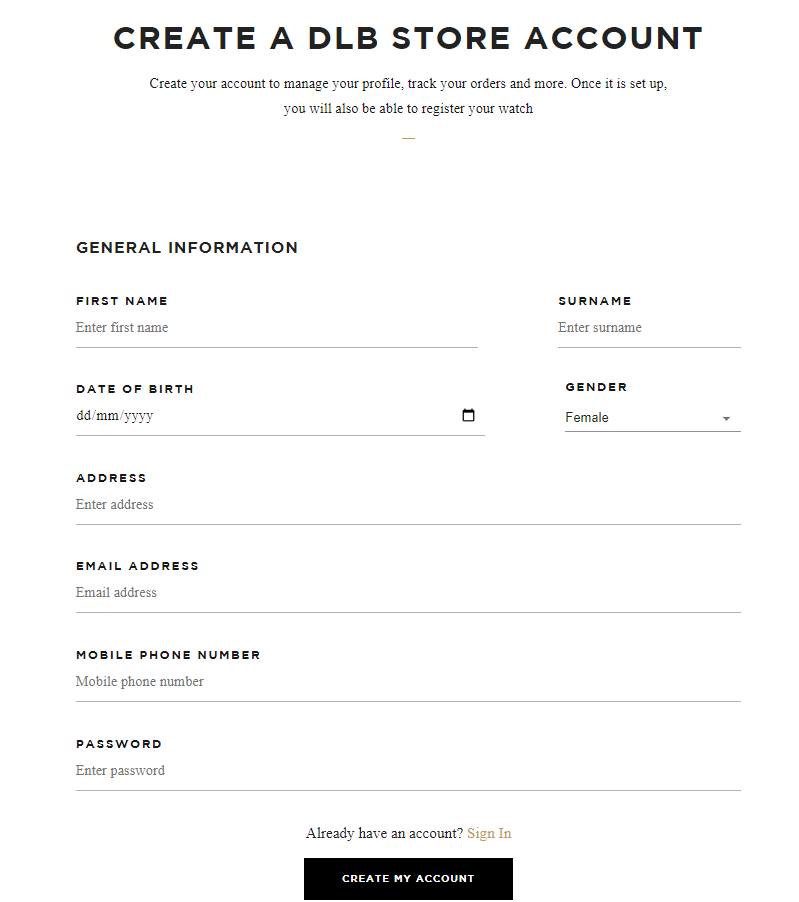 CREATE A DLB STORE ACCOUNT
Create your account to manage your profile, track your orders and more. Once it is set up,
you will also be able to register your watch
GENERAL INFORMATION
FIRST NAME
Enter first name
SURNAME
Enter surname
DATE OF BIRTH
dd/mm/yyyy
GENDER
Female
ADDRESS
Enter address
EMAIL ADDRESS
Email address
MOBILE PHONE NUMBER
Mobile phone number
PASSWORD
Enter password
Already have an account? Sign In
CREATE MY ACCOUNT